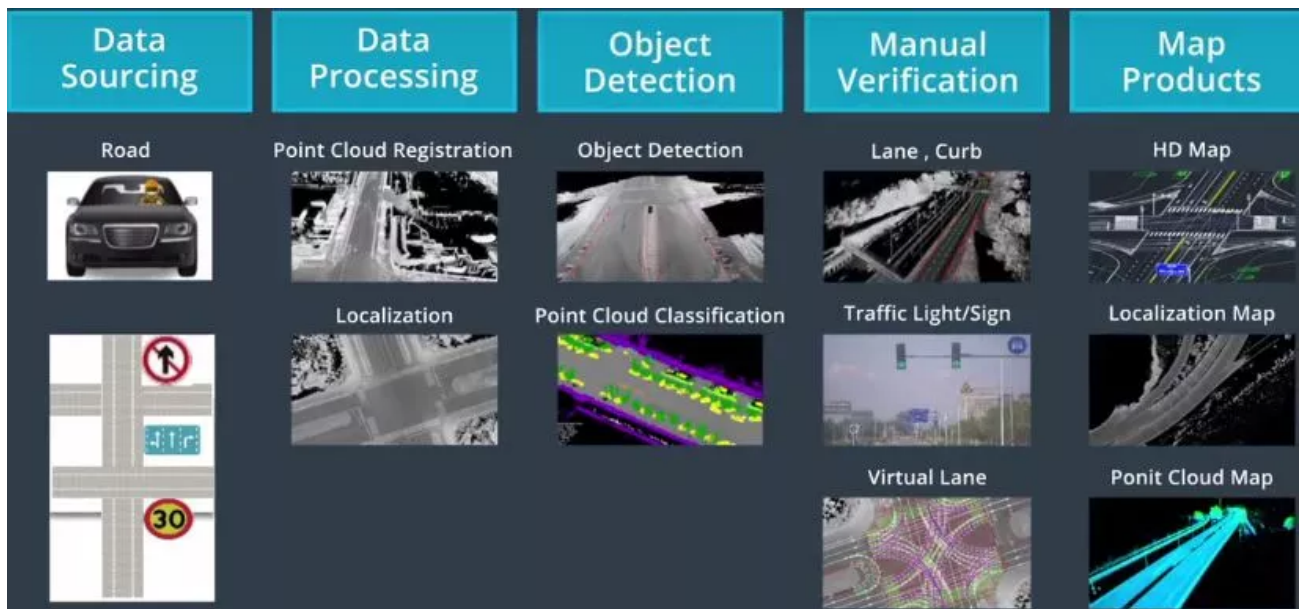 Data
Sourcing
Data
Processing
Object
Detection
Manual
Verification
Map
Products
Road
Point Cloud Registration
Object Detection
Lane , Curb
HD Map
Localization
Point Cloud Classification
Traffic Light/Sign
Localization Map
30
Virtual Lane
Ponit Cloud Map